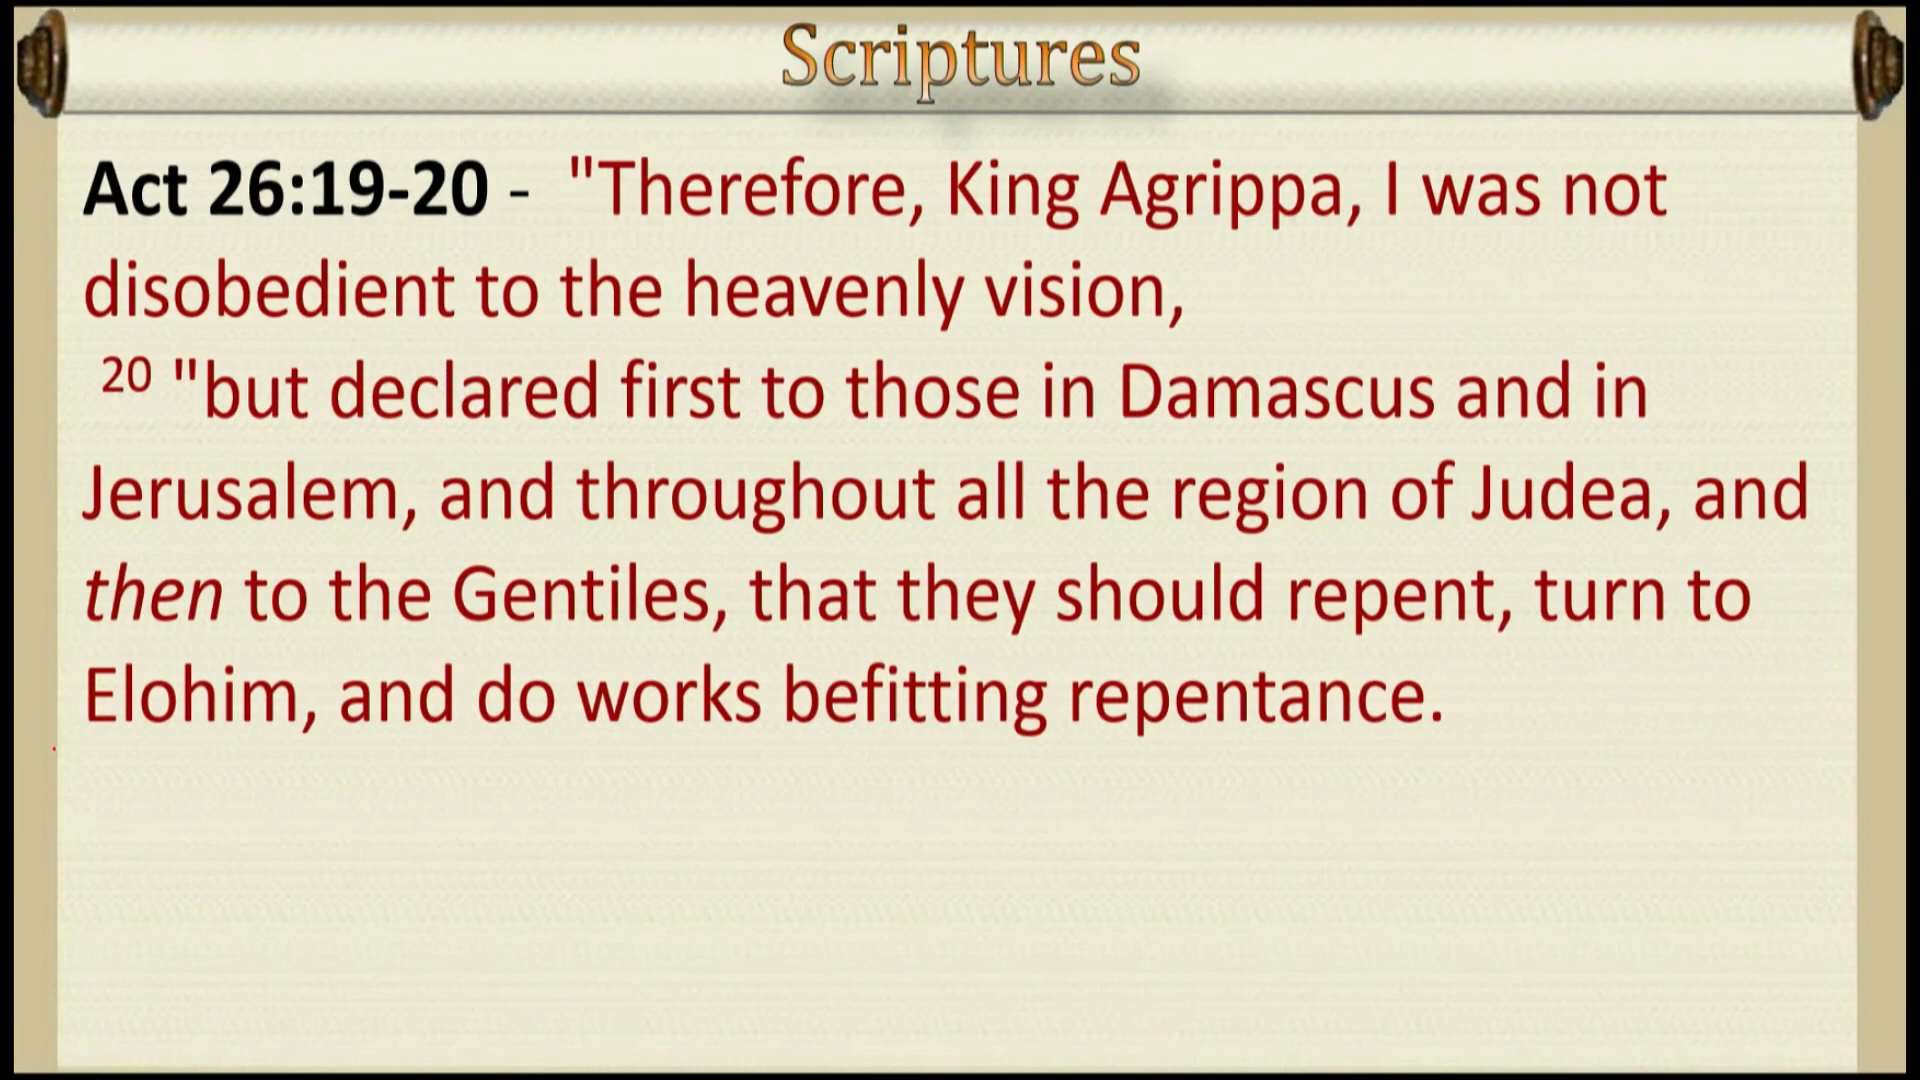 Scriptures
Act 26:19-20 - "Therefore, King Agrippa, I was not
disobedient to the heavenly vision,
20 "but declared first to those in Damascus and in
Jerusalem, and throughout all the region of Judea, and
then to the Gentiles, that they should repent, turn to
Elohim, and do works befitting repentance.